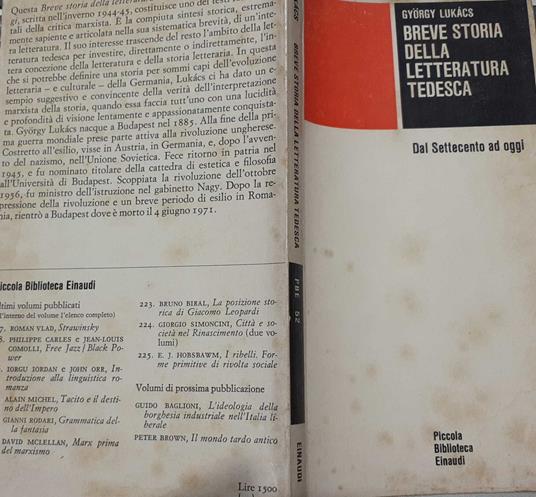 Questa Breve storia della letteratura
gi, scritta nell'inverno 1944-45, costituisce uno dei testi
tali della critica marxista. È la compiuta sintesi storica, estrema-
mente sapiente e articolata nella sua sistematica brevità, di un'inte-
ra letteratura. Il suo interesse trascende del resto l'ambito della let-
teratura tedesca per investire, direttamente o indirettamente, l'in-
tera concezione della letteratura e della storia letteraria. In questa
che si potrebbe definire una storia per sommi capi dell'evoluzione
letteraria – e culturale – della Germania, Lukács ci ha dato un e-
sempio suggestivo e convincente della verità dell'interpretazione
marxista della storia, quando essa faccia tutt'uno con una lucidità
e profondità di visione lentamente e appassionatamente conquista-
ta. György Lukács nacque a Budapest nel 1885. Alla fine della pri-
ma guerra mondiale prese parte attiva alla rivoluzione ungherese.
Costretto all'esilio, visse in Austria, in Germania, e, dopo l'avven-
to del nazismo, nell'Unione Sovietica. Fece ritorno in patria nel
1945, e fu nominato titolare della cattedra di estetica e filosofia
all'Università di Budapest. Scoppiata la rivoluzione dell'ottobre
1956, fu ministro dell'istruzione nel gabinetto Nagy. Dopo la re-
pressione della rivoluzione e un breve periodo di esilio in Roma-
nia, rientrò a Budapest dove è morto il 4 giugno 1971.
Piccola Biblioteca Einaudi
Ultimi volumi pubblicati
(all'interno del volume l'elenco completo)
7. ROMAN VLAD, Strawinsky
8. PHILIPPE CARLES e JEAN-LOUIS
COMOLLI, Free Jazz / Black Po-
wer
IORGU IORDAN e JOHN ORR, In-
troduzione alla linguistica ro-
manza
ALAIN MICHEL, Tacito e il desti-
no dell'Impero
GIANNI RODARI, Grammatica del-
la fantasia
DAVID MCLELLAN, Marx prima
del marxismo
223. BRUNO BIRAL, La posizione sto-
rica di Giacomo Leopardi
224. GIORGIO SIMONCINI, Città e so-
cietà nel Rinascimento (due vo-
lumi)
225. E. J. HOBSBAWM, I ribelli. For-
me primitive di rivolta sociale
Volumi di prossima pubblicazione
GUIDO BAGLIONI, L'ideologia della
borghesia industriale nell'Italia li-
berale
PETER BROWN, Il mondo tardo antico
Lire 1500
LUKÁCS BREVE STORIA DELLA LETTERATURA TEDESCA
PBE 52
EINAUDI
GYÖRGY LUKÁCS
BREVE STORIA
DELLA
LETTERATURA
TEDESCA
Dal Settecento ad oggi
Piccola
Biblioteca
Einaudi